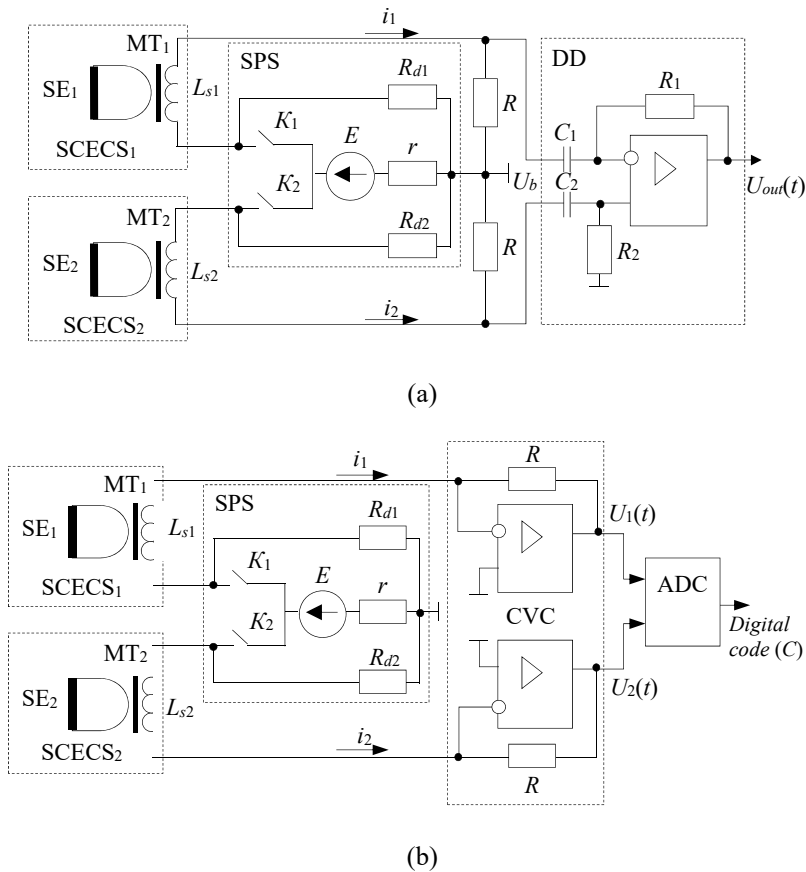 i1
MT1
SPS
DD
SE1
Ls1
Rd1
R
R1
SCECS1
K1
E
r
C1
K2
Ub
C2
Uout(t)
MT2
Rd2
R
R2
SE2
Ls2
SCECS2
i2
(a)
i1
R
MT1
SPS
U1(t)
SE1
Ls1
Rd1
SCECS1
K1
E
r
ADC
K2
CVC
Digital
code (C)
MT2
Rd2
U2(t)
SE2
Ls2
SCECS2
i2
R
(b)